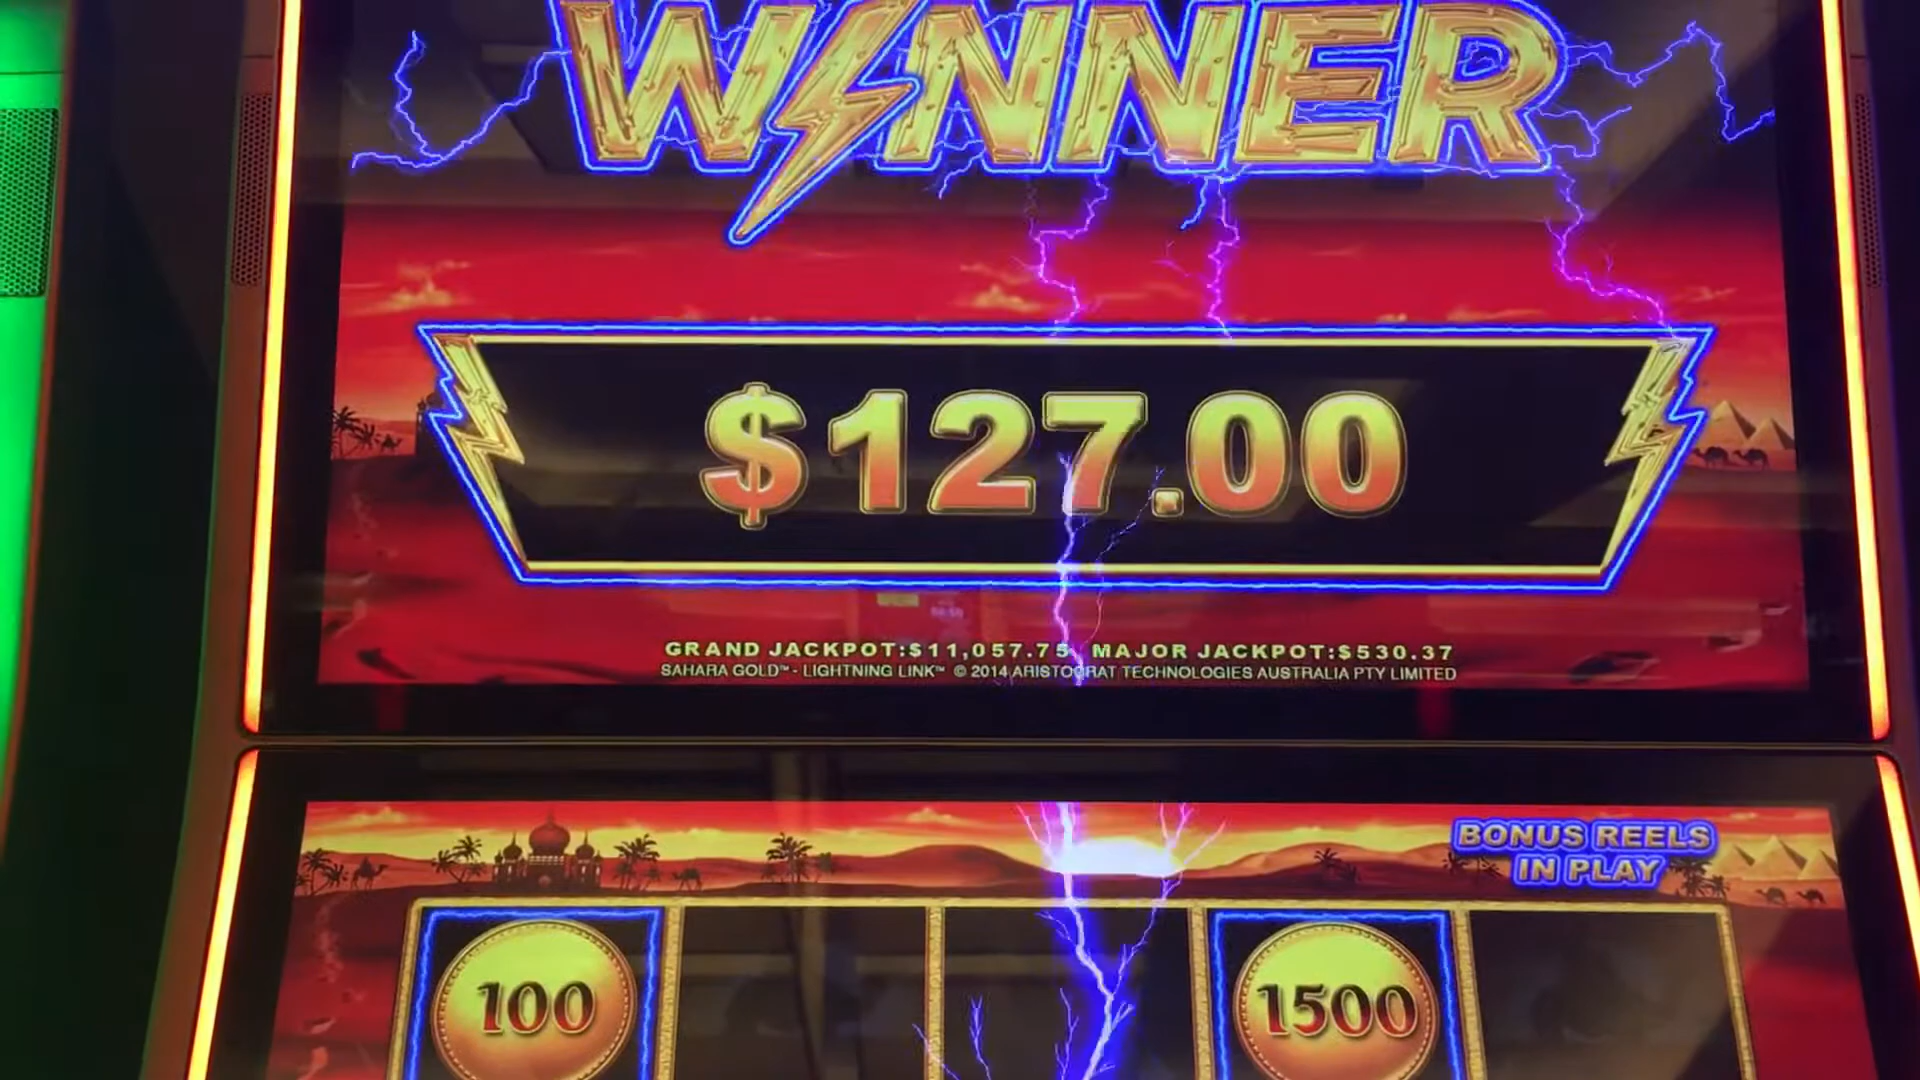 WINNER
$127.00
GRAND JACKPOT:$11,057.75 MAJOR JACKPOT:$530.37
SAHARA GOLD™ - LIGHTNING LINK™ © 2014 ARISTOCRAT TECHNOLOGIES AUSTRALIA PTY LIMITED
BONUS REELS
IN PLAY
100
1500